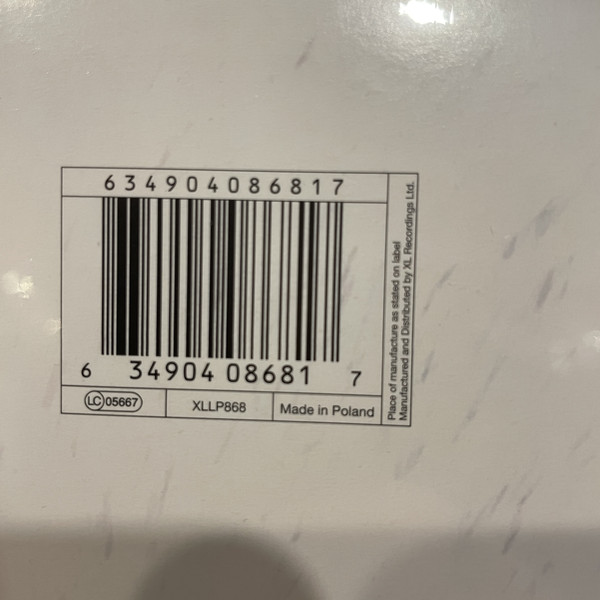 634904086817
6 34904 08681 7
LC 05667
XLLP868
Made in Poland
Place of manufacture as stated on label
Manufactured and Distributed by XL Recordings Ltd.